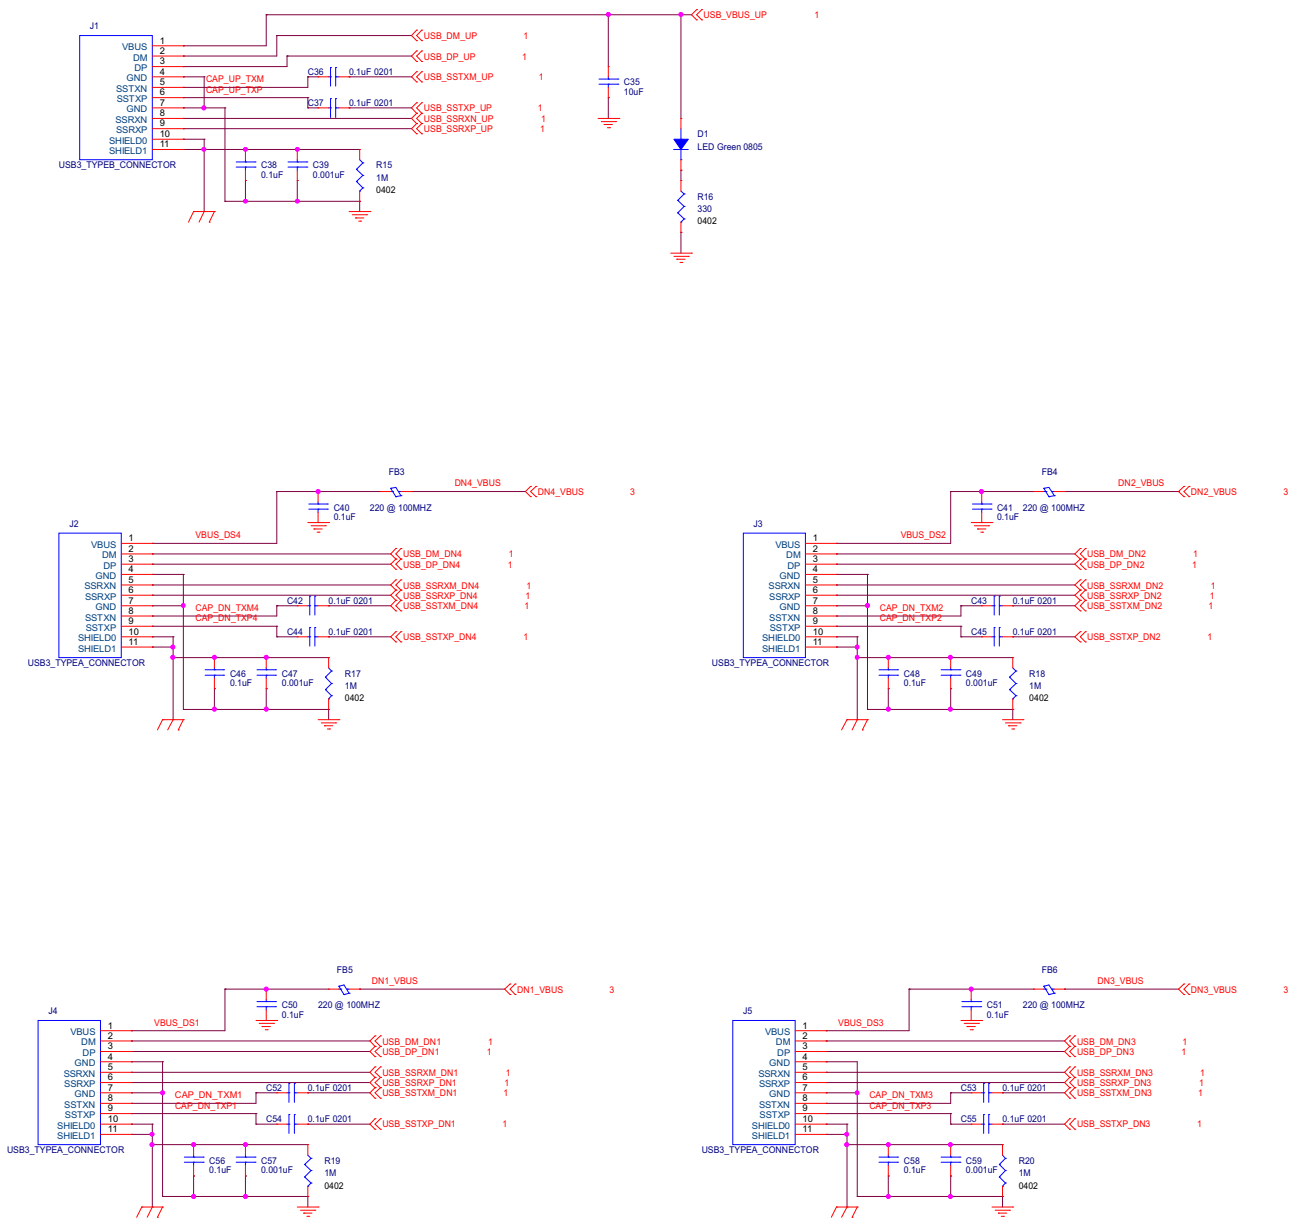 USB_VBUS_UP 1
J1
VBUS 1
DM 2
DP 3
GND 4
SSTXN 5
SSTXP 6
GND 7
SSRXN 8
SSRXP 9
SHIELD0 10
SHIELD1 11
USB3_TYPEB_CONNECTOR
USB_DM_UP 1
USB_DP_UP 1
CAP_UP_TXM
C36 0.1uF 0201
USB_SSTXM_UP 1
CAP_UP_TXP
C37 0.1uF 0201
USB_SSTXP_UP 1
USB_SSRXN_UP 1
USB_SSRXP_UP 1
C35
10uF
D1
LED Green 0805
C38
0.1uF
C39
0.001uF
R15
1M
0402
R16
330
0402
FB3
DN4_VBUS
DN4_VBUS 3
C40
0.1uF
220 @ 100MHZ
J2
VBUS_DS4
VBUS 1
DM 2
DP 3
GND 4
SSRXN 5
SSRXP 6
GND 7
SSTXN 8
SSTXP 9
SHIELD0 10
SHIELD1 11
USB3_TYPEA_CONNECTOR
USB_DM_DN4 1
USB_DP_DN4 1
USB_SSRXM_DN4 1
USB_SSRXP_DN4 1
CAP_DN_TXM4
C42 0.1uF 0201
USB_SSTXM_DN4 1
CAP_DN_TXP4
C44 0.1uF 0201
USB_SSTXP_DN4 1
C46
0.1uF
C47
0.001uF
R17
1M
0402
FB4
DN2_VBUS
DN2_VBUS 3
C41
0.1uF
220 @ 100MHZ
J3
VBUS_DS2
VBUS 1
DM 2
DP 3
GND 4
SSRXN 5
SSRXP 6
GND 7
SSTXN 8
SSTXP 9
SHIELD0 10
SHIELD1 11
USB3_TYPEA_CONNECTOR
USB_DM_DN2 1
USB_DP_DN2 1
USB_SSRXM_DN2 1
USB_SSRXP_DN2 1
CAP_DN_TXM2
C43 0.1uF 0201
USB_SSTXM_DN2 1
CAP_DN_TXP2
C45 0.1uF 0201
USB_SSTXP_DN2 1
C48
0.1uF
C49
0.001uF
R18
1M
0402
FB5
DN1_VBUS
DN1_VBUS 3
C50
0.1uF
220 @ 100MHZ
J4
VBUS_DS1
VBUS 1
DM 2
DP 3
GND 4
SSRXN 5
SSRXP 6
GND 7
SSTXN 8
SSTXP 9
SHIELD0 10
SHIELD1 11
USB3_TYPEA_CONNECTOR
USB_DM_DN1 1
USB_DP_DN1 1
USB_SSRXM_DN1 1
USB_SSRXP_DN1 1
CAP_DN_TXM1
C52 0.1uF 0201
USB_SSTXM_DN1 1
CAP_DN_TXP1
C54 0.1uF 0201
USB_SSTXP_DN1 1
C56
0.1uF
C57
0.001uF
R19
1M
0402
FB6
DN3_VBUS
DN3_VBUS 3
C51
0.1uF
220 @ 100MHZ
J5
VBUS_DS3
VBUS 1
DM 2
DP 3
GND 4
SSRXN 5
SSRXP 6
GND 7
SSTXN 8
SSTXP 9
SHIELD0 10
SHIELD1 11
USB3_TYPEA_CONNECTOR
USB_DM_DN3 1
USB_DP_DN3 1
USB_SSRXM_DN3 1
USB_SSRXP_DN3 1
CAP_DN_TXM3
C53 0.1uF 0201
USB_SSTXM_DN3 1
CAP_DN_TXP3
C55 0.1uF 0201
USB_SSTXP_DN3 1
C58
0.1uF
C59
0.001uF
R20
1M
0402